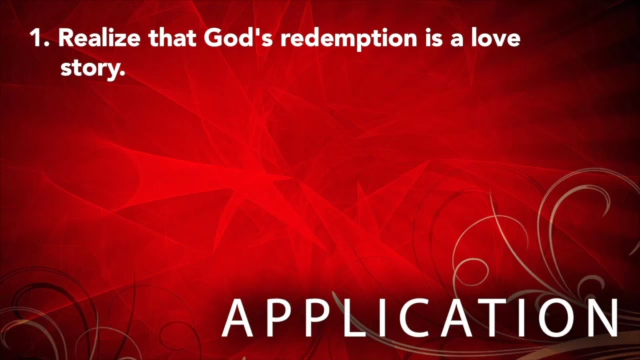 1. Realize that God's redemption is a love
story.
APPLICATION